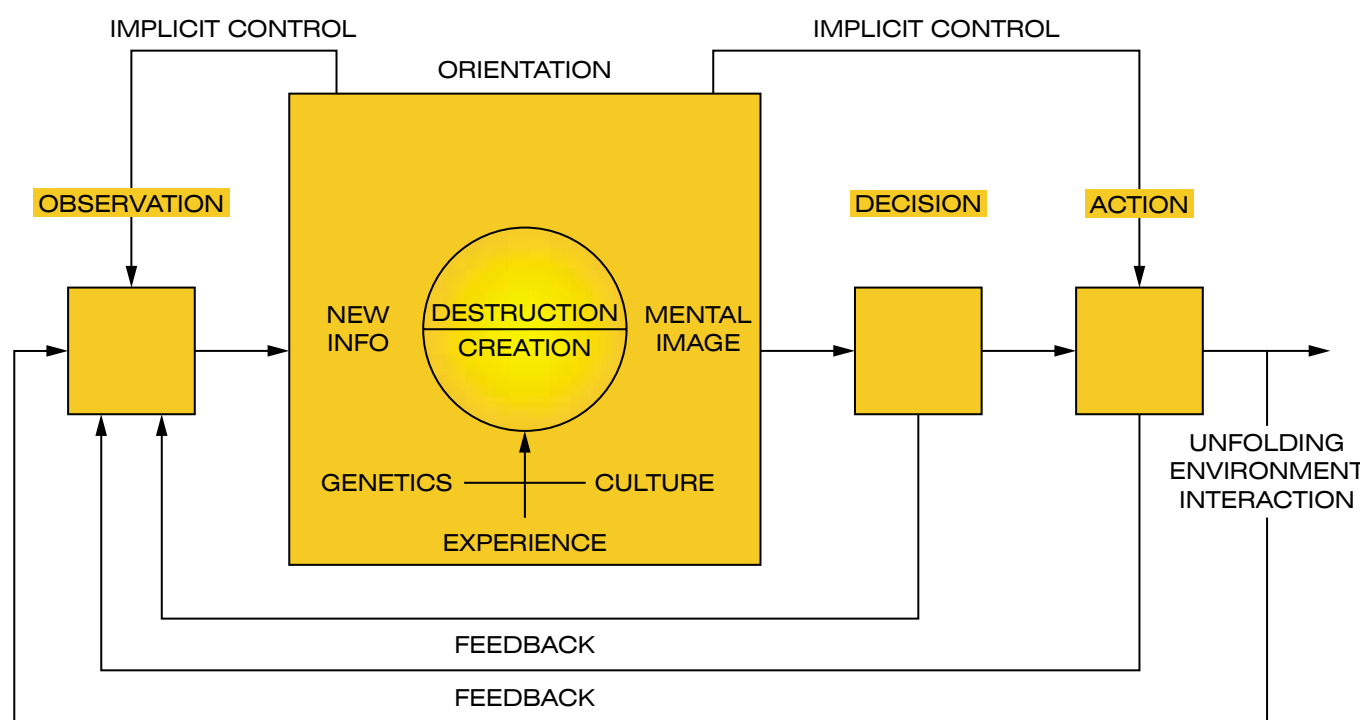 IMPLICIT CONTROL
IMPLICIT CONTROL
ORIENTATION
OBSERVATION
DECISION
ACTION
NEW
INFO
DESTRUCTION
CREATION
MENTAL
IMAGE
GENETICS
CULTURE
EXPERIENCE
UNFOLDING
ENVIRONMENT
INTERACTION
FEEDBACK
FEEDBACK